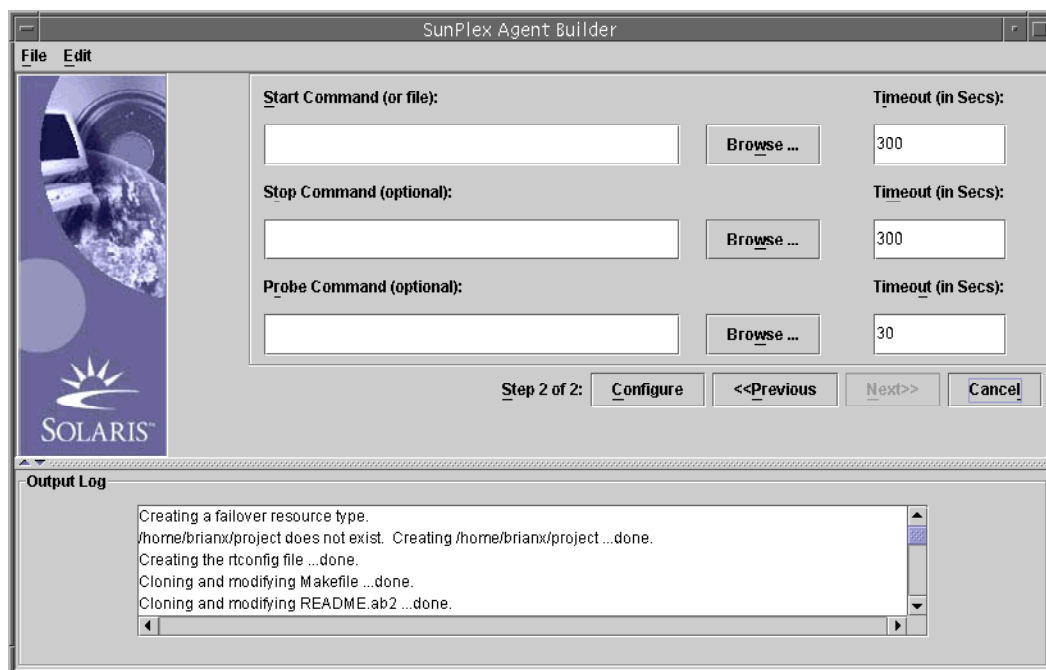 SunPlex Agent Builder
File Edit
Start Command (or file): Timeout (in Secs):
Browse ... 300
Stop Command (optional): Timeout (in Secs):
Browse ... 300
Probe Command (optional): Timeout (in Secs):
Browse ... 30
Step 2 of 2: Configure <<Previous Next>> Cancel
SOLARIS™
Output Log
Creating a failover resource type.
/home/brianx/project does not exist. Creating /home/brianx/project ...done.
Creating the rtconfig file ...done.
Cloning and modifying Makefile ...done.
Cloning and modifying README.ab2 ...done.